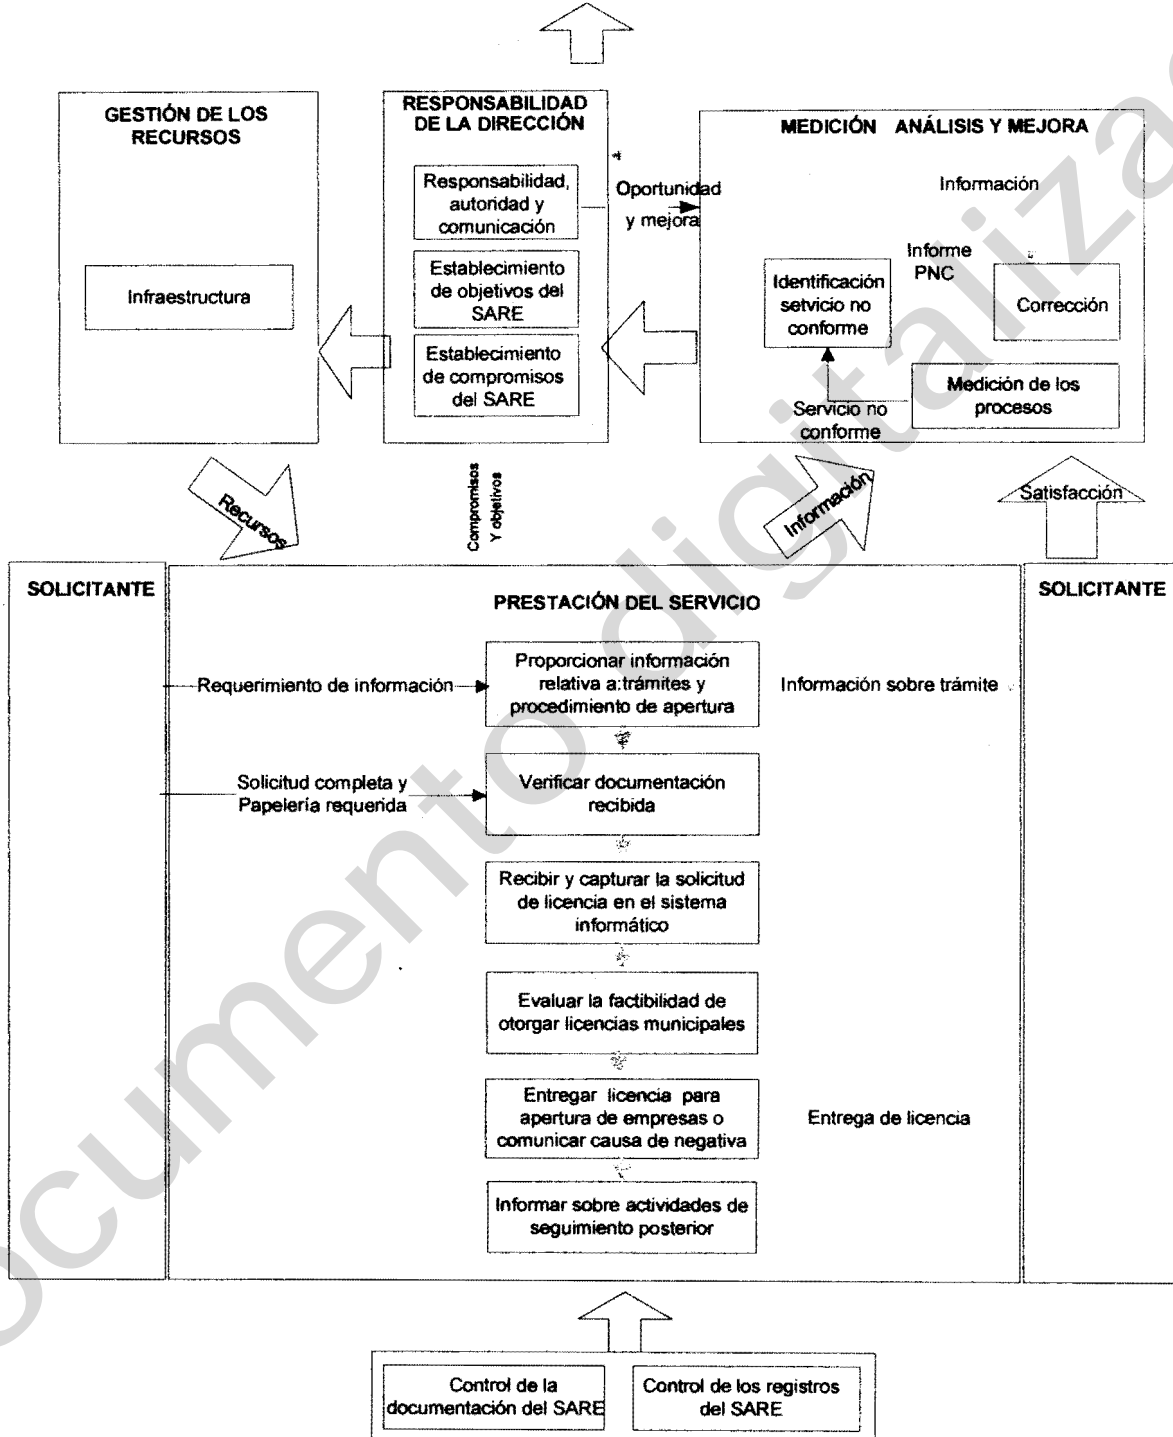 GESTIÓN DE LOS
RECURSOS
Infraestructura
RESPONSABILIDAD
DE LA DIRECCIÓN
Responsabilidad,
autoridad y
comunicación
Establecimiento
de objetivos del
SARE
Establecimiento
de compromisos
del SARE
Oportunidad
y mejora
MEDICIÓN ANÁLISIS Y MEJORA
Información
Informe
PNC
Identificación
setvicio no
conforme
Corrección
Medición de los
procesos
Servicio no
conforme
Recursos
Compromisos
Y objetivos
Información
Satisfacción
SOLICITANTE
PRESTACIÓN DEL SERVICIO
SOLICITANTE
Requerimiento de información
Proporcionar información
relativa a:trámites y
procedimiento de apertura
Información sobre trámite
Solicitud completa y
Papelería requerida
Verificar documentación
recibida
Recibir y capturar la solicitud
de licencia en el sistema
informático
Evaluar la factibilidad de
otorgar licencias municipales
Entregar licencia para
apertura de empresas o
comunicar causa de negativa
Entrega de licencia
Informar sobre actividades de
seguimiento posterior
Control de la
documentación del SARE
Control de los registros
del SARE
ocumento digitaliza